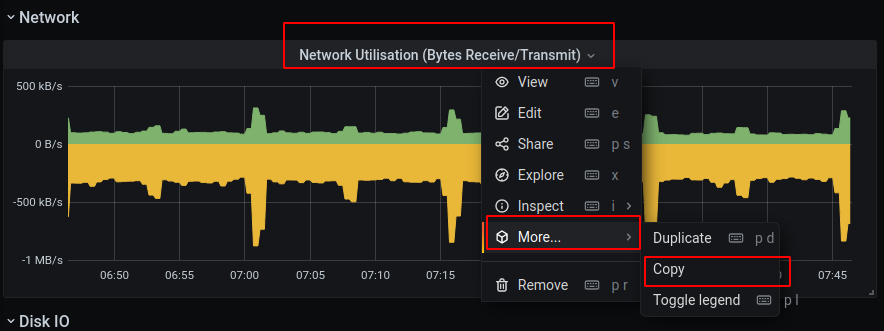 Network
Network Utilisation (Bytes Receive/Transmit)
500 kB/s
0 B/s
-500 kB/s
-1 MB/s
06:50
06:55
07:00
07:05
07:10
07:15
07:45
View v
Edit e
Share p s
Explore x
Inspect i
More...
Remove p r
Duplicate p d
Copy
Toggle legend p l
Disk IO